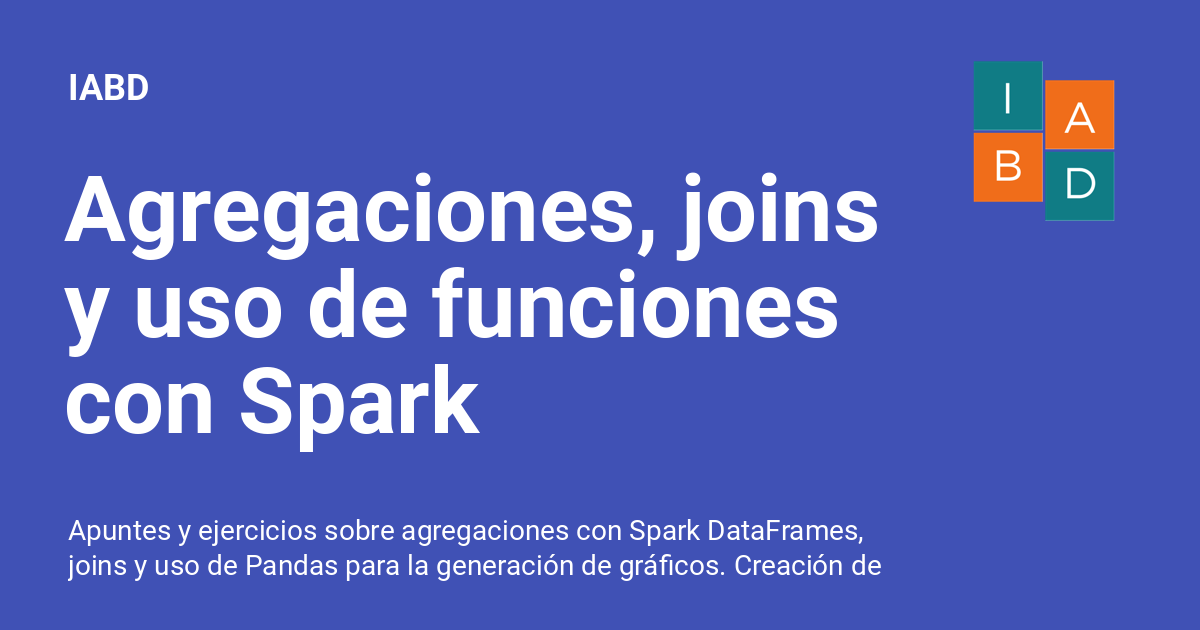 IABD
I
A
B
D
Agregaciones, joins
y uso de funciones
con Spark
Apuntes y ejercicios sobre agregaciones con Spark DataFrames,
joins y uso de Pandas para la generación de gráficos. Creación de